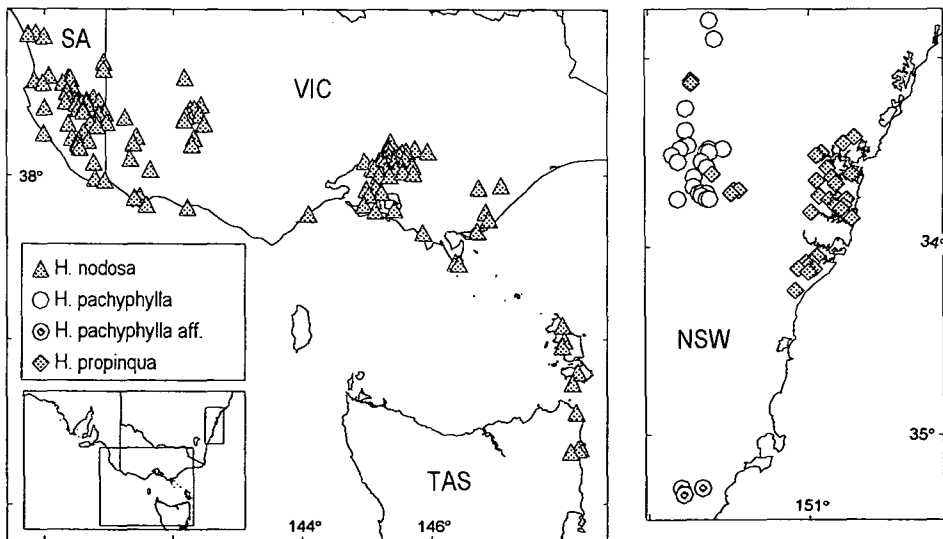 SA
VIC
38°
H. nodosa
H. pachyphylla
H. pachyphylla aff.
H. propinqua
144°
146°
TAS
34°
NSW
35°
151°